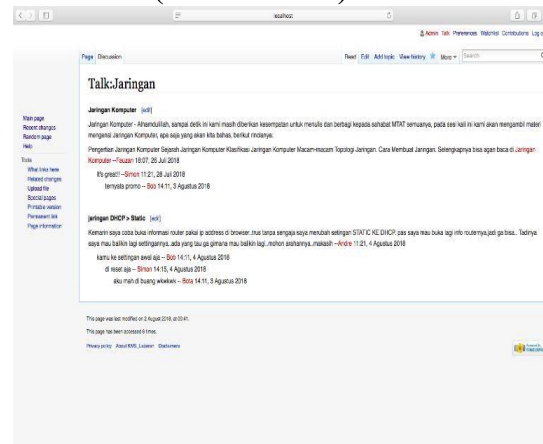 localhost
Admin Talk Preferences Watchlist Contributions Log o
Page Discussion Read Edit Add topic View history More Search
Talk:Jaringan
Main page
Recent changes
Random page
Help
Tools
What links here
Related changes
Upload file
Special pages
Printable version
Permanent link
Page information
Jaringan Komputer [edit]
Jaringan Komputer - Alhamdulillah, sampai detik ini kami masih diberikan kesempatan untuk menulis dan berbagi kepada sahabat MTAT semuanya, pada sesi kali ini kami akan mengambil materi
mengenai Jaringan Komputer, apa saja yang akan kita bahas, berikut rincianya:
Pengertian Jaringan Komputer Sejarah Jaringan Komputer Klasifikasi Jaringan Komputer Macam-macam Topologi Jaringan. Cara Membuat Jaringan. Selengkapnya bisa agan baca di Jaringan
Komputer --Fauzan 18:07, 26 Juli 2018
It's great!! --Simon 11:21, 28 Juli 2018
ternyata promo -- Bob 14:11, 3 Agustus 2018
jaringan DHCP > Static [edit]
Kemarin saya coba buka informasi router pakai ip address di browser..trus tanpa sengaja saya merubah setingan STATIC KE DHCP. pas saya mau buka lagi info routernya.jadi ga bisa.. Tadinya
saya mau balikin lagi settingannya..ada yang tau ga gimana mau balikin lagi..mohon arahannya..makasih --Andre 11:21, 4 Agustus 2018
kamu ke settingan awal aja -- Bob 14:11, 4 Agustus 2018
di reset aja -- Simon 14:15, 4 Agustus 2018
aku mah di buang wkwkwk -- Bota 14:11, 3 Agustus 2018
This page was last modified on 2 August 2018, at 03:41.
This page has been accessed 6 times.
Privacy policy About Disclaimers